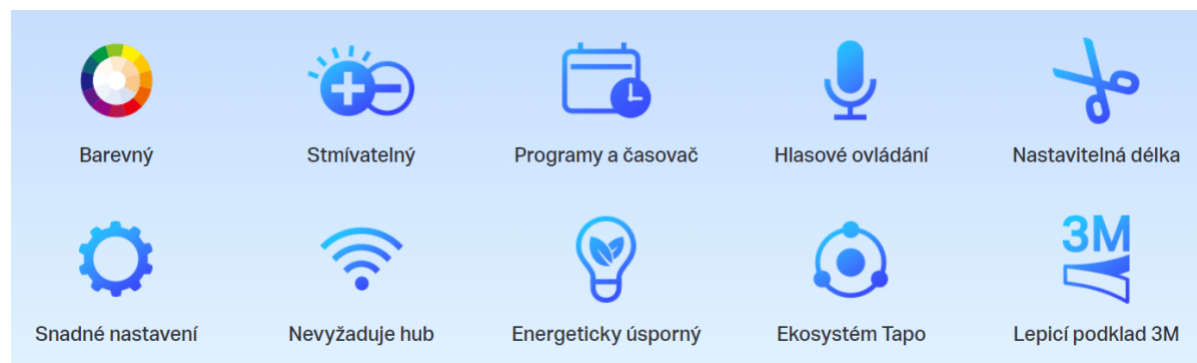 Barevný
Stmívatelný
Programy a časovač
Hlasové ovládání
Nastavitelná délka
3M
Snadné nastavení
Nevyžaduje hub
Energeticky úsporný
Ekosystém Tapo
Lepicí podklad 3M